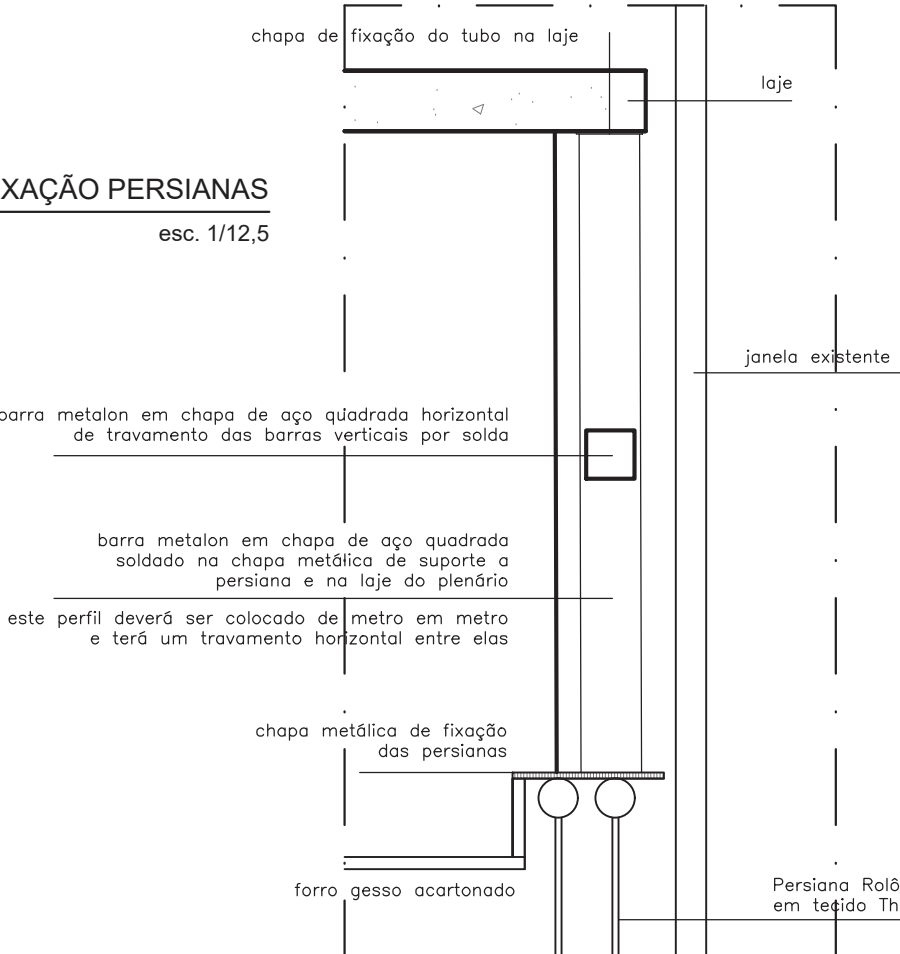 chapa de fixação do tubo na laje
laje
XAÇÃO PERSIANAS
esc. 1/12,5
janela existente
barra metalon em chapa de aço quadrada horizontal
de travamento das barras verticais por solda
barra metalon em chapa de aço quadrada
soldado na chapa metálica de suporte a
persiana e na laje do plenário
este perfil deverá ser colocado de metro em metro
e terá um travamento horizontal entre elas
chapa metálica de fixação
das persianas
forro gesso acartonado
Persiana Rolô
em tecido Th